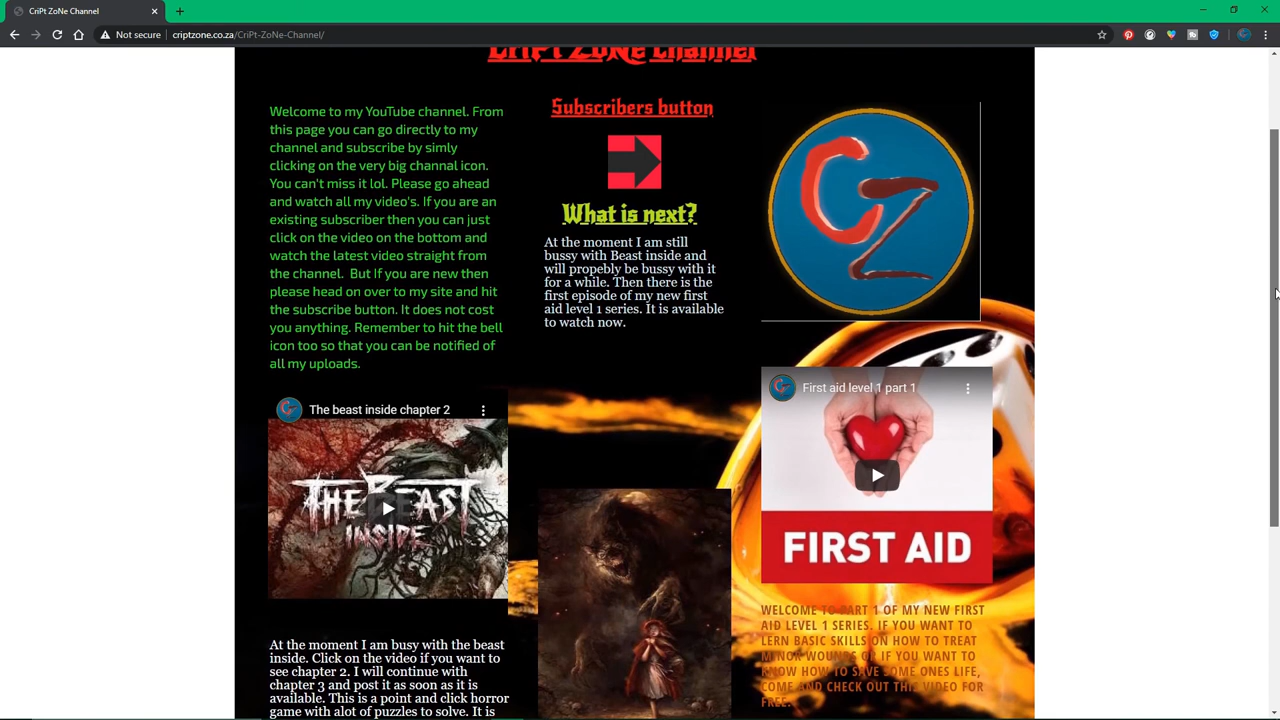 CriPt ZoNe Channel
Not secure
criptzone.co.za/CriPt-ZoNe-Channel/
CriPt ZoNe channel
Welcome to my YouTube channel. From
this page you can go directly to my
channel and subscribe by simly
clicking on the very big channal icon.
You can't miss it lol. Please go ahead
and watch all my video's. If you are an
existing subscriber then you can just
click on the video on the bottom and
watch the latest video straight from
the channel.  But If you are new then
please head on over to my site and hit
the subscribe button. It does not cost
you anything. Remember to hit the bell
icon too so that you can be notified of
all my uploads.
The beast inside chapter 2
THE BEAST
INSIDE
At the moment I am busy with the beast
inside. Click on the video if you want to
see chapter 2. I will continue with
chapter 3 and post it as soon as it is
available. This is a point and click horror
game with alot of puzzles to solve. It is
Subscribers button
What is next?
At the moment I am still
bussy with Beast inside and
will propebly be bussy with it
for a while. Then there is the
first episode of my new first
aid level 1 series. It is available
to watch now.
CZ
First aid level 1 part 1
FIRST AID
WELCOME TO PART 1 OF MY NEW FIRST
AID LEVEL 1 SERIES. IF YOU WANT TO
LERN BASIC SKILLS ON HOW TO TREAT
MINOR WOUNDS OR IF YOU WANT TO
KNOW HOW TO SAVE SOME ONES LIFE,
COME AND CHECK OUT THIS VIDEO FOR
FREE.